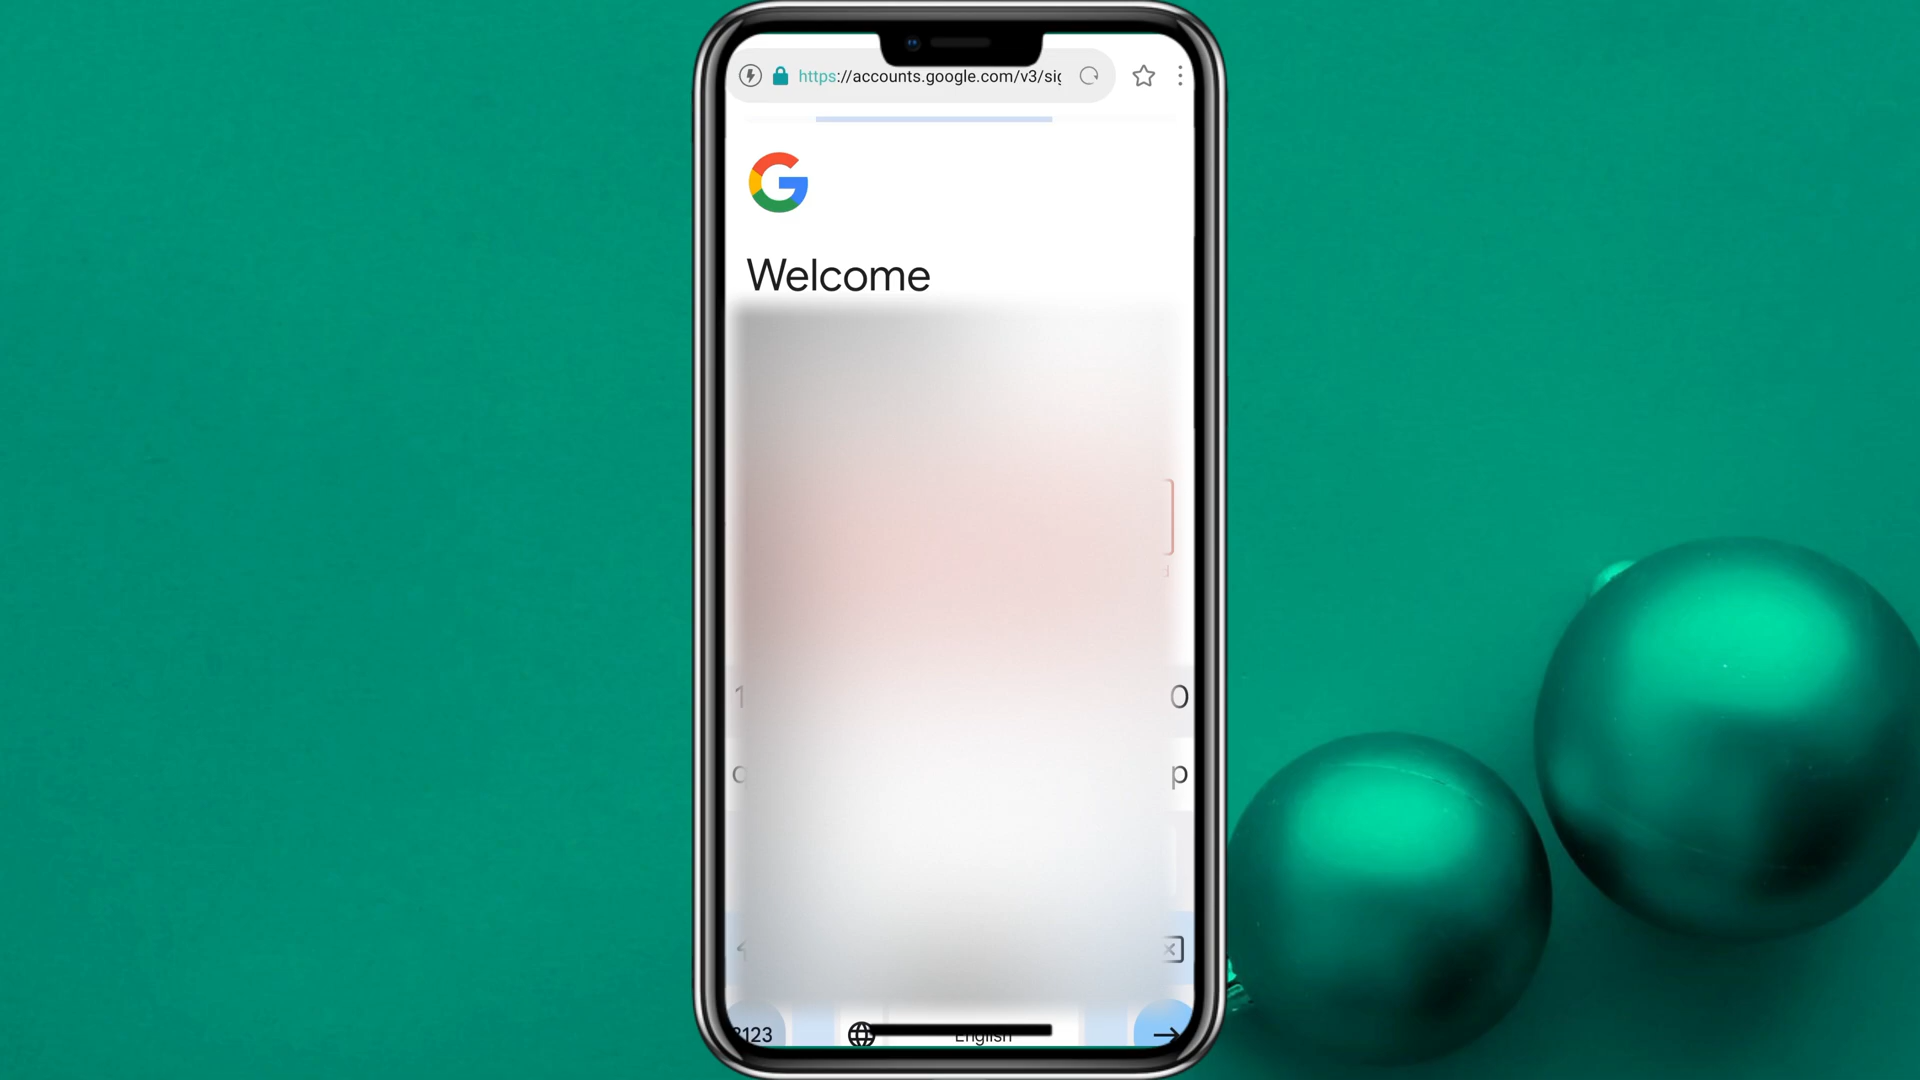 https://accounts.google.com/v3/sig
Welcome
1 0
q p
?123 English